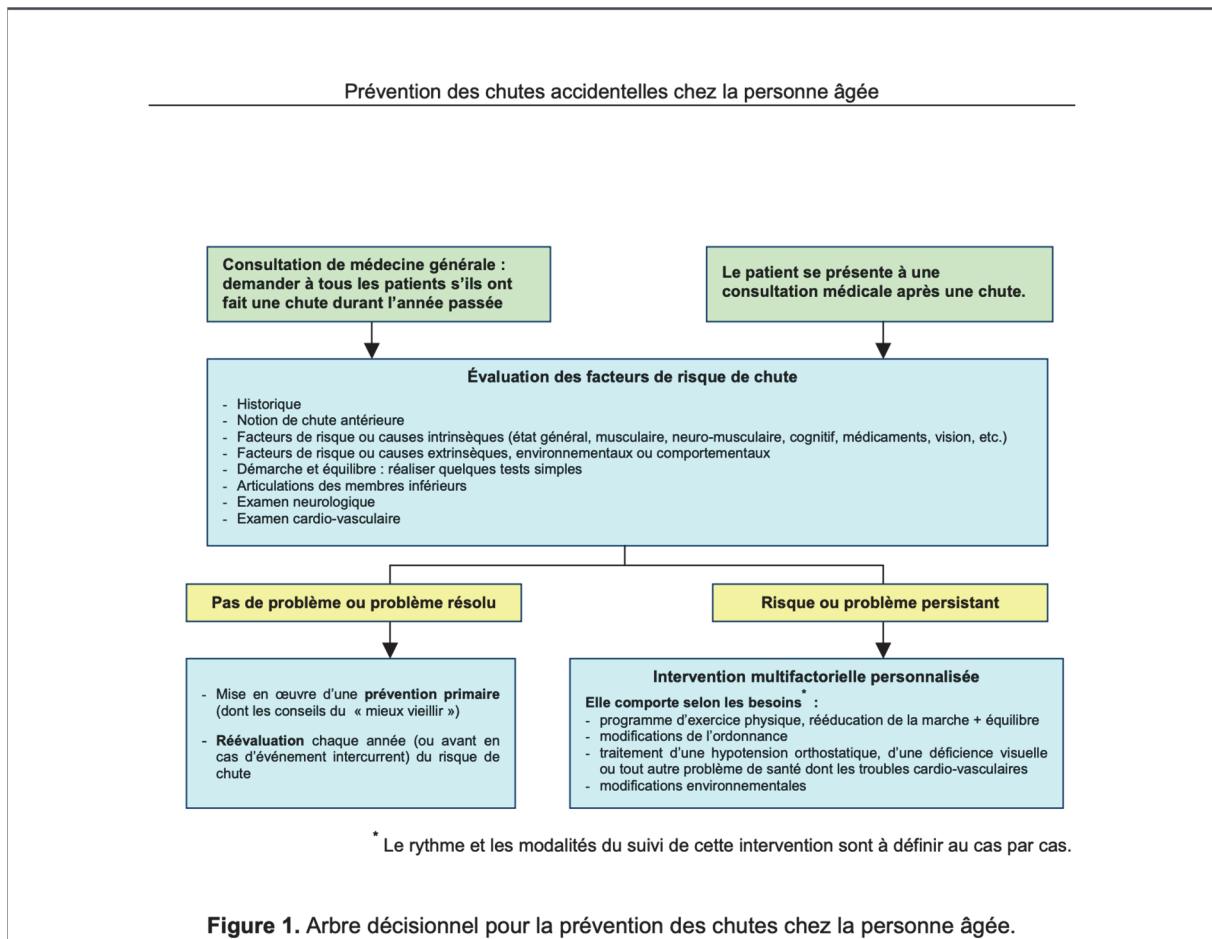 Prévention des chutes accidentelles chez la personne âgée
Consultation de médecine générale :
demander à tous les patients s'ils ont
fait une chute durant l'année passée
Le patient se présente à une
consultation médicale après une chute.
Évaluation des facteurs de risque de chute
- Historique
- Notion de chute antérieure
- Facteurs de risque ou causes intrinsèques (état général, musculaire, neuro-musculaire, cognitif, médicaments, vision, etc.)
- Facteurs de risque ou causes extrinsèques, environnementaux ou comportementaux
- Démarche et équilibre : réaliser quelques tests simples
- Articulations des membres inférieurs
- Examen neurologique
- Examen cardio-vasculaire
Pas de problème ou problème résolu
Risque ou problème persistant
- Mise en œuvre d'une prévention primaire
(dont les conseils du « mieux vieillir »)
- Réévaluation chaque année (ou avant en
cas d'événement intercurrent) du risque de
chute
Intervention multifactorielle personnalisée
Elle comporte selon les besoins* :
- programme d'exercice physique, rééducation de la marche + équilibre
- modifications de l'ordonnance
- traitement d'une hypotension orthostatique, d'une déficience visuelle
ou tout autre problème de santé dont les troubles cardio-vasculaires
- modifications environnementales
* Le rythme et les modalités du suivi de cette intervention sont à définir au cas par cas.
Figure 1. Arbre décisionnel pour la prévention des chutes chez la personne âgée.